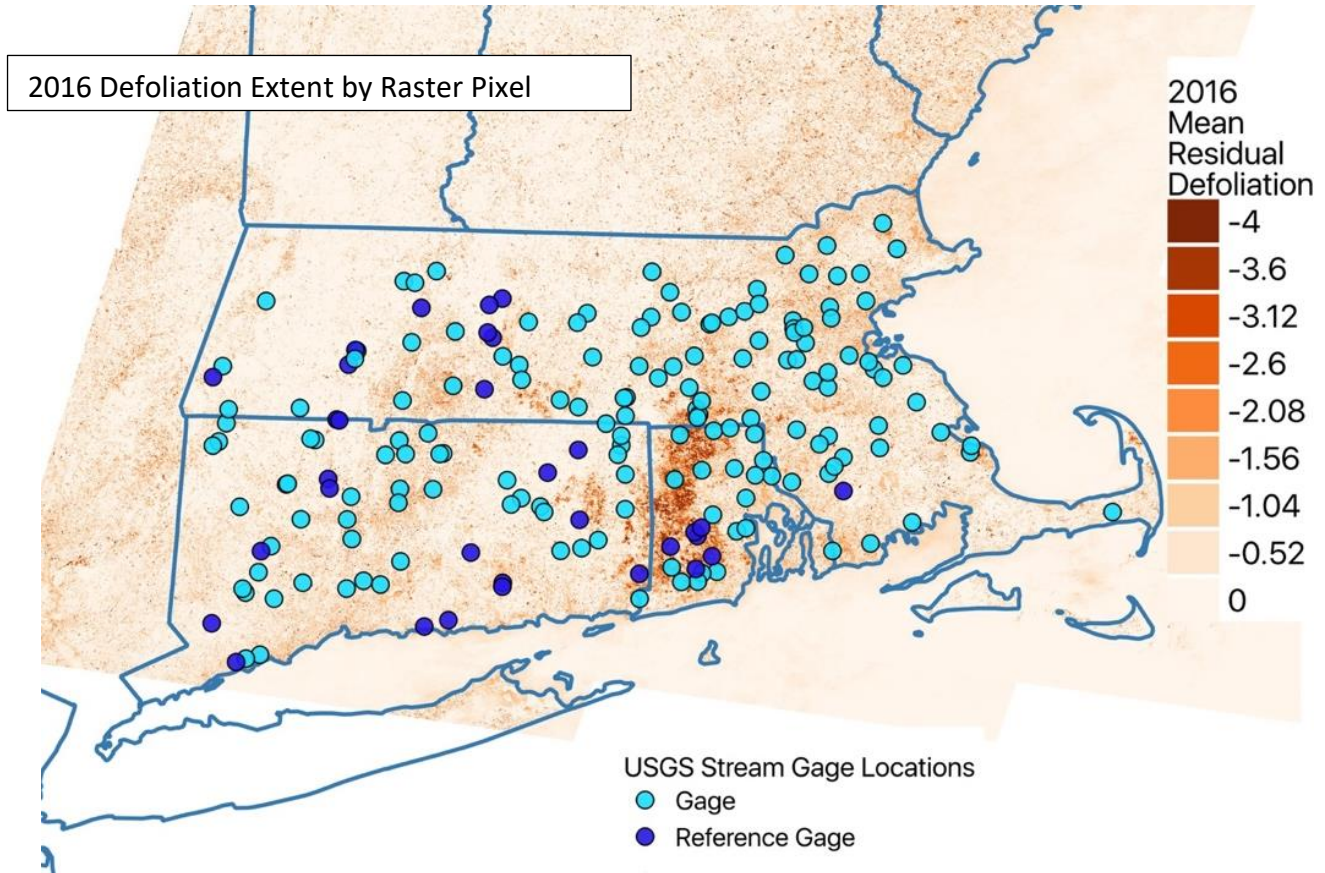 2016 Defoliation Extent by Raster Pixel
2016
Mean
Residual
Defoliation
-4
-3.6
-3.12
-2.6
-2.08
-1.56
-1.04
-0.52
0
USGS Stream Gage Locations
Gage
Reference Gage